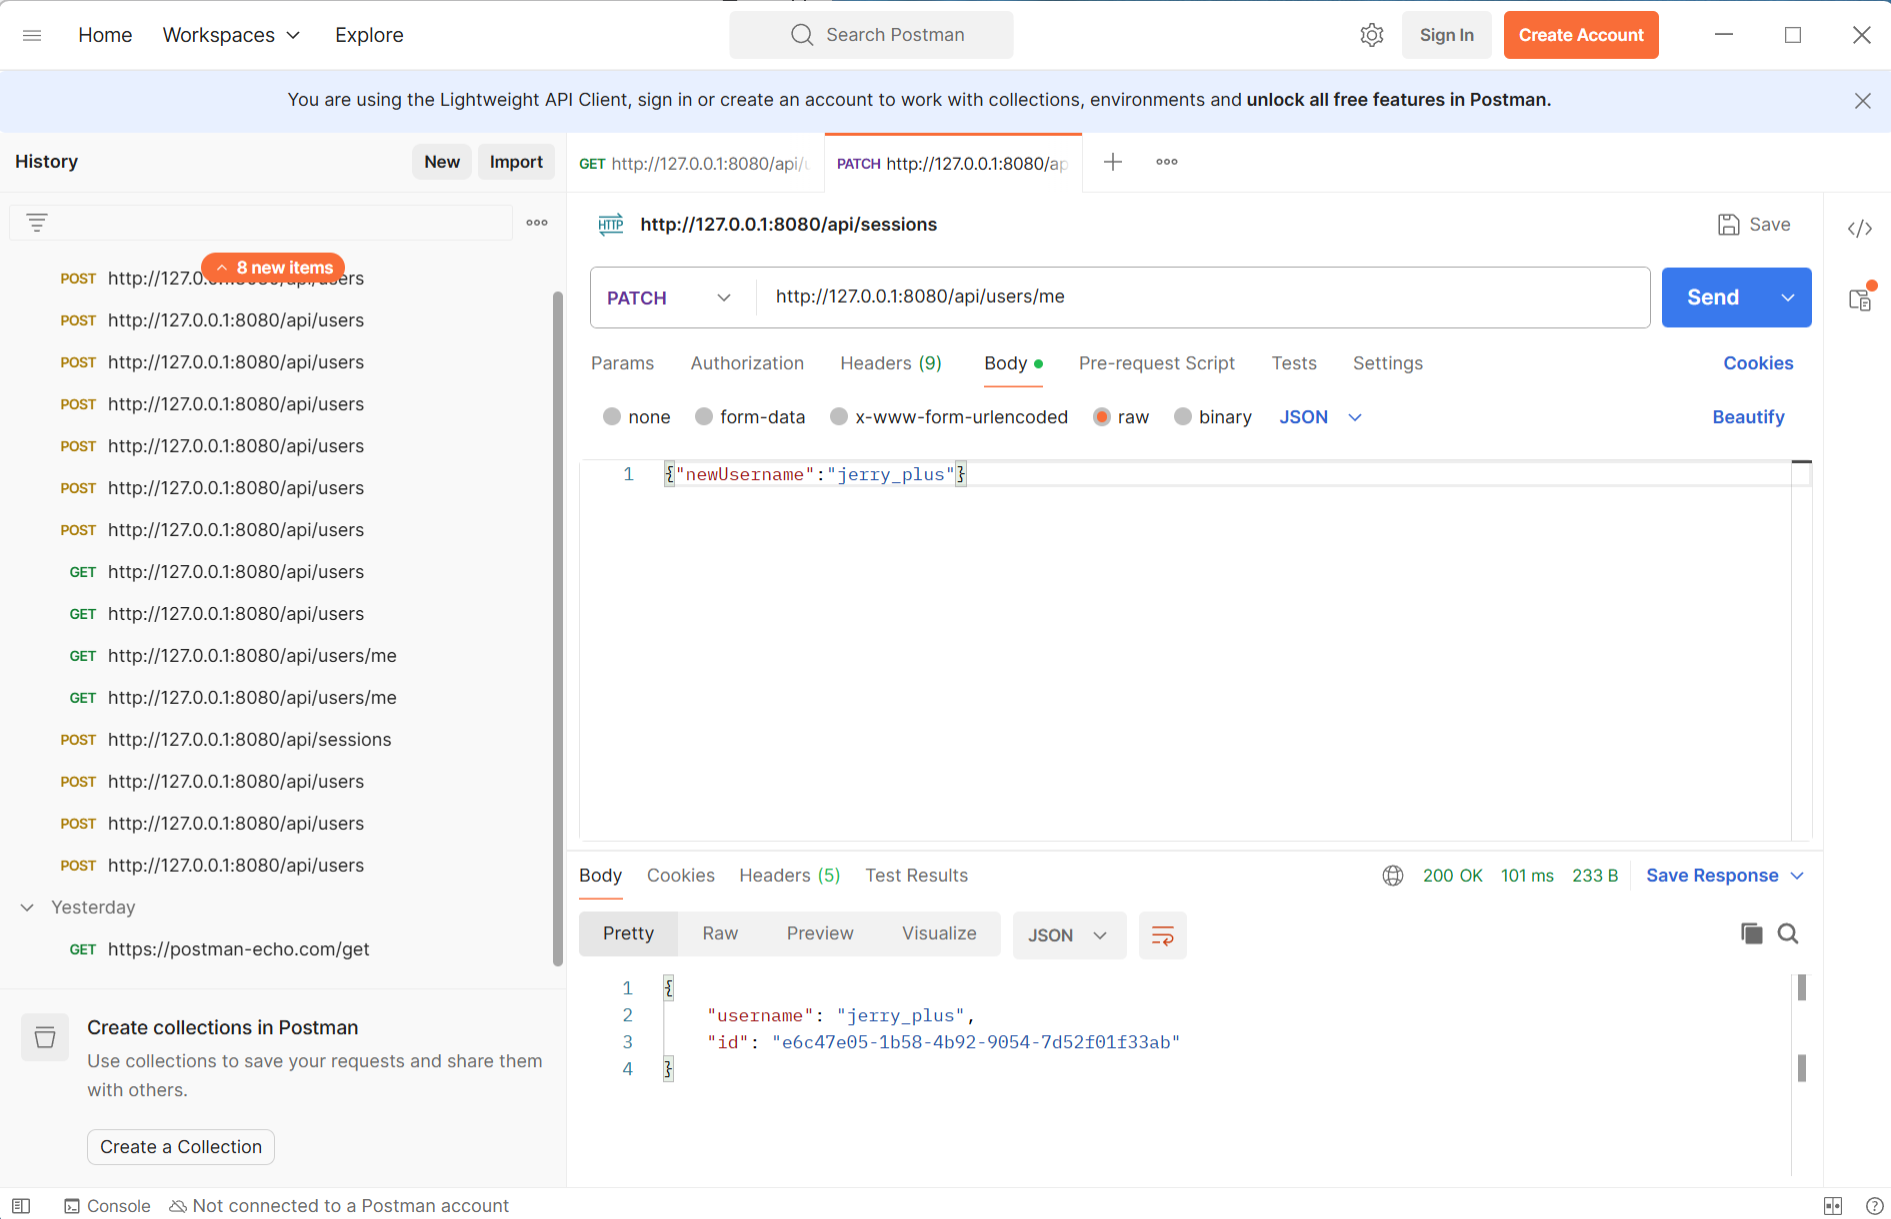 Home Workspaces Explore Search Postman Sign In Create Account
You are using the Lightweight API Client, sign in or create an account to work with collections, environments and unlock all free features in Postman.
History New Import
8 new items
POST http://127.0.0.1:8080/api/users
POST http://127.0.0.1:8080/api/users
POST http://127.0.0.1:8080/api/users
POST http://127.0.0.1:8080/api/users
POST http://127.0.0.1:8080/api/users
POST http://127.0.0.1:8080/api/users
POST http://127.0.0.1:8080/api/users
GET http://127.0.0.1:8080/api/users
GET http://127.0.0.1:8080/api/users
GET http://127.0.0.1:8080/api/users/me
GET http://127.0.0.1:8080/api/users/me
POST http://127.0.0.1:8080/api/sessions
POST http://127.0.0.1:8080/api/users
POST http://127.0.0.1:8080/api/users
POST http://127.0.0.1:8080/api/users
Yesterday
GET https://postman-echo.com/get
Create collections in Postman
Use collections to save your requests and share them
with others.
Create a Collection
GET http://127.0.0.1:8080/api/u PATCH http://127.0.0.1:8080/ap
HTTP http://127.0.0.1:8080/api/sessions Save
PATCH http://127.0.0.1:8080/api/users/me Send
Params Authorization Headers (9) Body Pre-request Script Tests Settings Cookies
none form-data x-www-form-urlencoded raw binary JSON Beautify
1 {"newUsername":"jerry_plus"}
Body Cookies Headers (5) Test Results 200 OK 101 ms 233 B Save Response
Pretty Raw Preview Visualize JSON
1 {
2 "username": "jerry_plus",
3 "id": "e6c47e05-1b58-4b92-9054-7d52f01f33ab"
4 }
Console Not connected to a Postman account